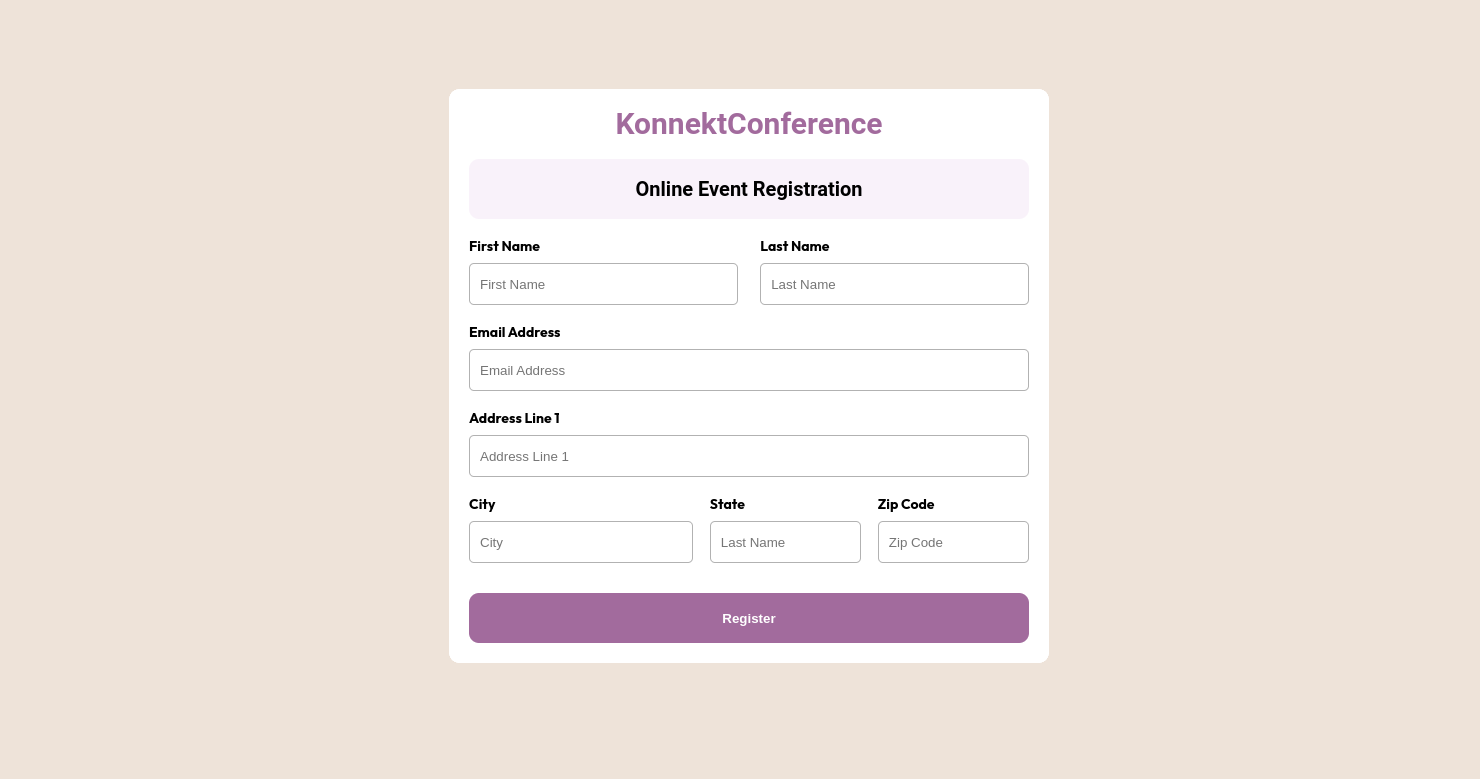 KonnektConference
Online Event Registration
First Name Last Name
First Name Last Name
Email Address
Email Address
Address Line 1
Address Line 1
City State Zip Code
City Last Name Zip Code
Register